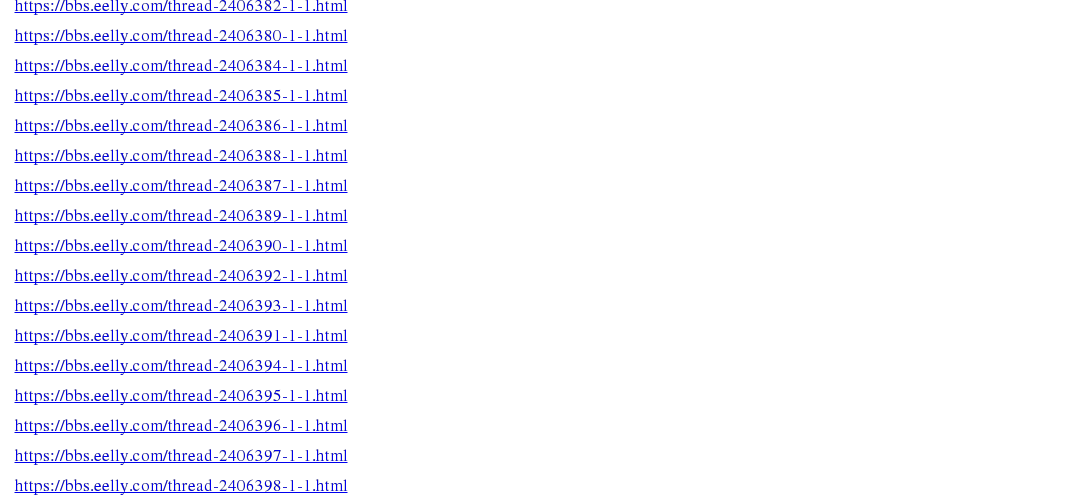 https://bbs.eelly.com/thread-2406382-1-1.html
https://bbs.eelly.com/thread-2406380-1-1.html
https://bbs.eelly.com/thread-2406384-1-1.html
https://bbs.eelly.com/thread-2406385-1-1.html
https://bbs.eelly.com/thread-2406386-1-1.html
https://bbs.eelly.com/thread-2406388-1-1.html
https://bbs.eelly.com/thread-2406387-1-1.html
https://bbs.eelly.com/thread-2406389-1-1.html
https://bbs.eelly.com/thread-2406390-1-1.html
https://bbs.eelly.com/thread-2406392-1-1.html
https://bbs.eelly.com/thread-2406393-1-1.html
https://bbs.eelly.com/thread-2406391-1-1.html
https://bbs.eelly.com/thread-2406394-1-1.html
https://bbs.eelly.com/thread-2406395-1-1.html
https://bbs.eelly.com/thread-2406396-1-1.html
https://bbs.eelly.com/thread-2406397-1-1.html
https://bbs.eelly.com/thread-2406398-1-1.html